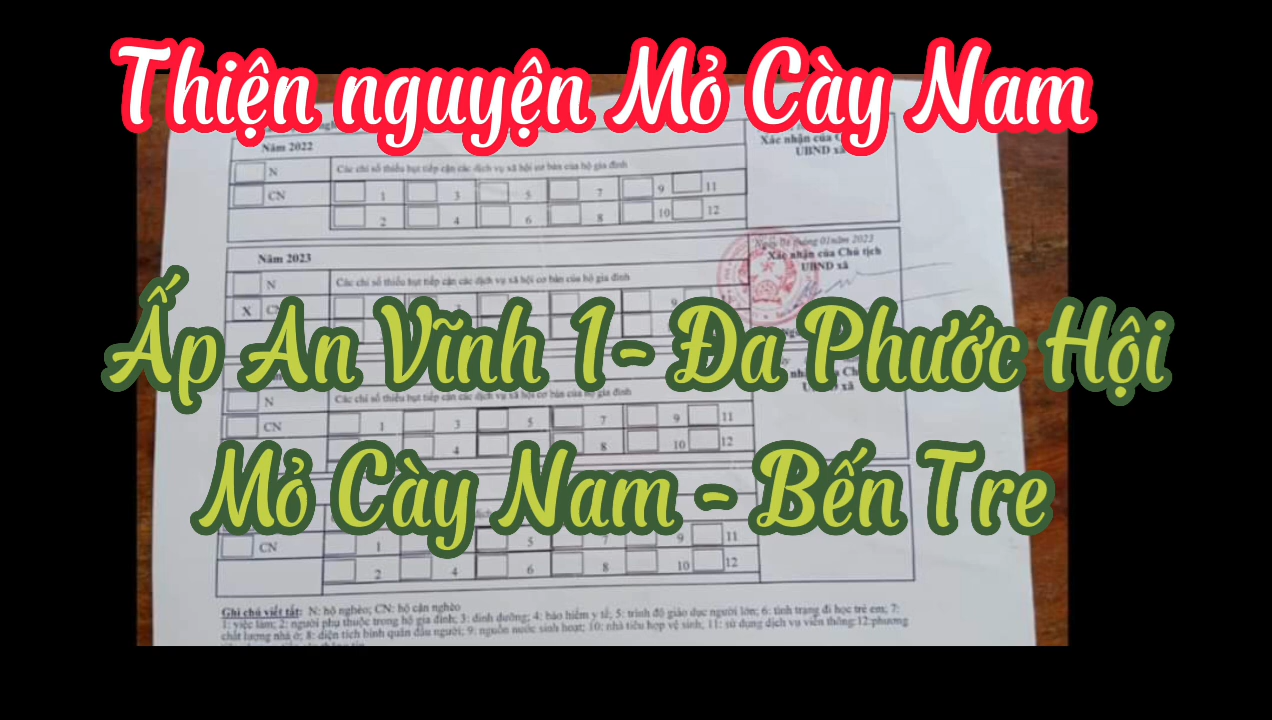 Thiện nguyện Mỏ Cày Nam
Năm 2022
Xác nhận của
UBND xã
N
Các chỉ số thiếu hụt tiếp cận các dịch vụ xã hội cơ bản của hộ gia đình
CN
1 3 5 7 9 11
2 4 6 8 10 12
Năm 2023
Ngày 04 tháng 01 năm 2023
Xác nhận của Chủ tịch
UBND xã
N
Các chỉ số thiếu hụt tiếp cận các dịch vụ xã hội cơ bản của hộ gia đình
X
Ấp An Vĩnh 1- Đa Phước Hội
N
Các chỉ số thiếu hụt tiếp cận các dịch vụ xã hội cơ bản của hộ gia đình
xã
CN
1 3 5 7 9 11
4 8 10 12
Mỏ Cày Nam - Bến Tre
CN
1 5 7 9 11
2 4 6 8 10 12
Ghi chú viết tắt: N: hộ nghèo; CN: hộ cận nghèo
1: việc làm; 2: người phụ thuộc trong hộ gia đình; 3: dinh dưỡng; 4: bảo hiểm y tế; 5: trình độ giáo dục người lớn; 6: tình trạng đi học trẻ em; 7:
chất lượng nhà ở; 8: diện tích bình quân đầu người; 9: nguồn nước sinh hoạt; 10: nhà tiêu hợp vệ sinh; 11: sử dụng dịch vụ viễn thông;12:phương